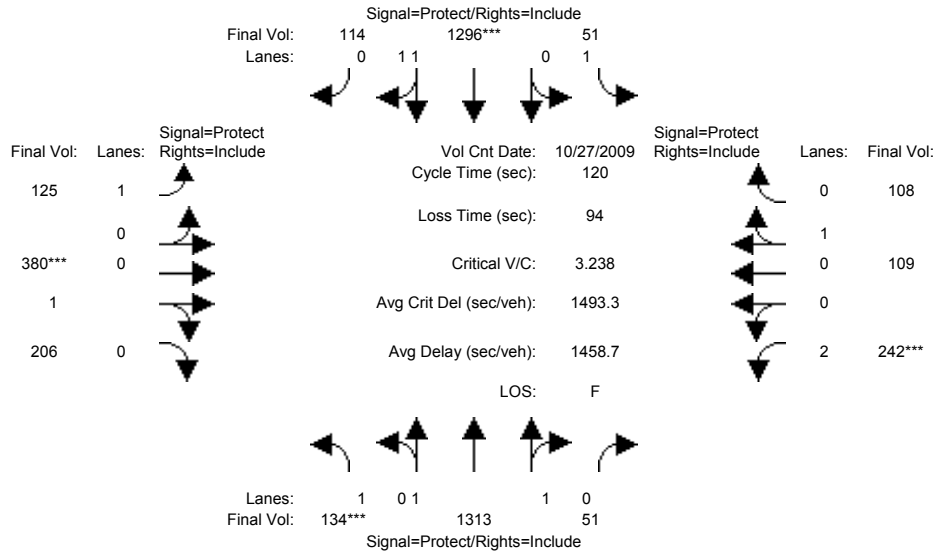 Signal=Protect/Rights=Include
Final Vol: 114 1296*** 51
Lanes: 0 1 1 0 1
Signal=Protect Signal=Protect
Final Vol: Lanes: Rights=Include Vol Cnt Date: 10/27/2009 Rights=Include Lanes: Final Vol:
Cycle Time (sec): 120
125 1 0 108
Loss Time (sec): 94
0 1
380*** 0 Critical V/C: 3.238 0 109
1 Avg Crit Del (sec/veh): 1493.3 0
206 0 Avg Delay (sec/veh): 1458.7 2 242***
LOS: F
Lanes: 1 0 1 1 0
Final Vol: 134*** 1313 51
Signal=Protect/Rights=Include